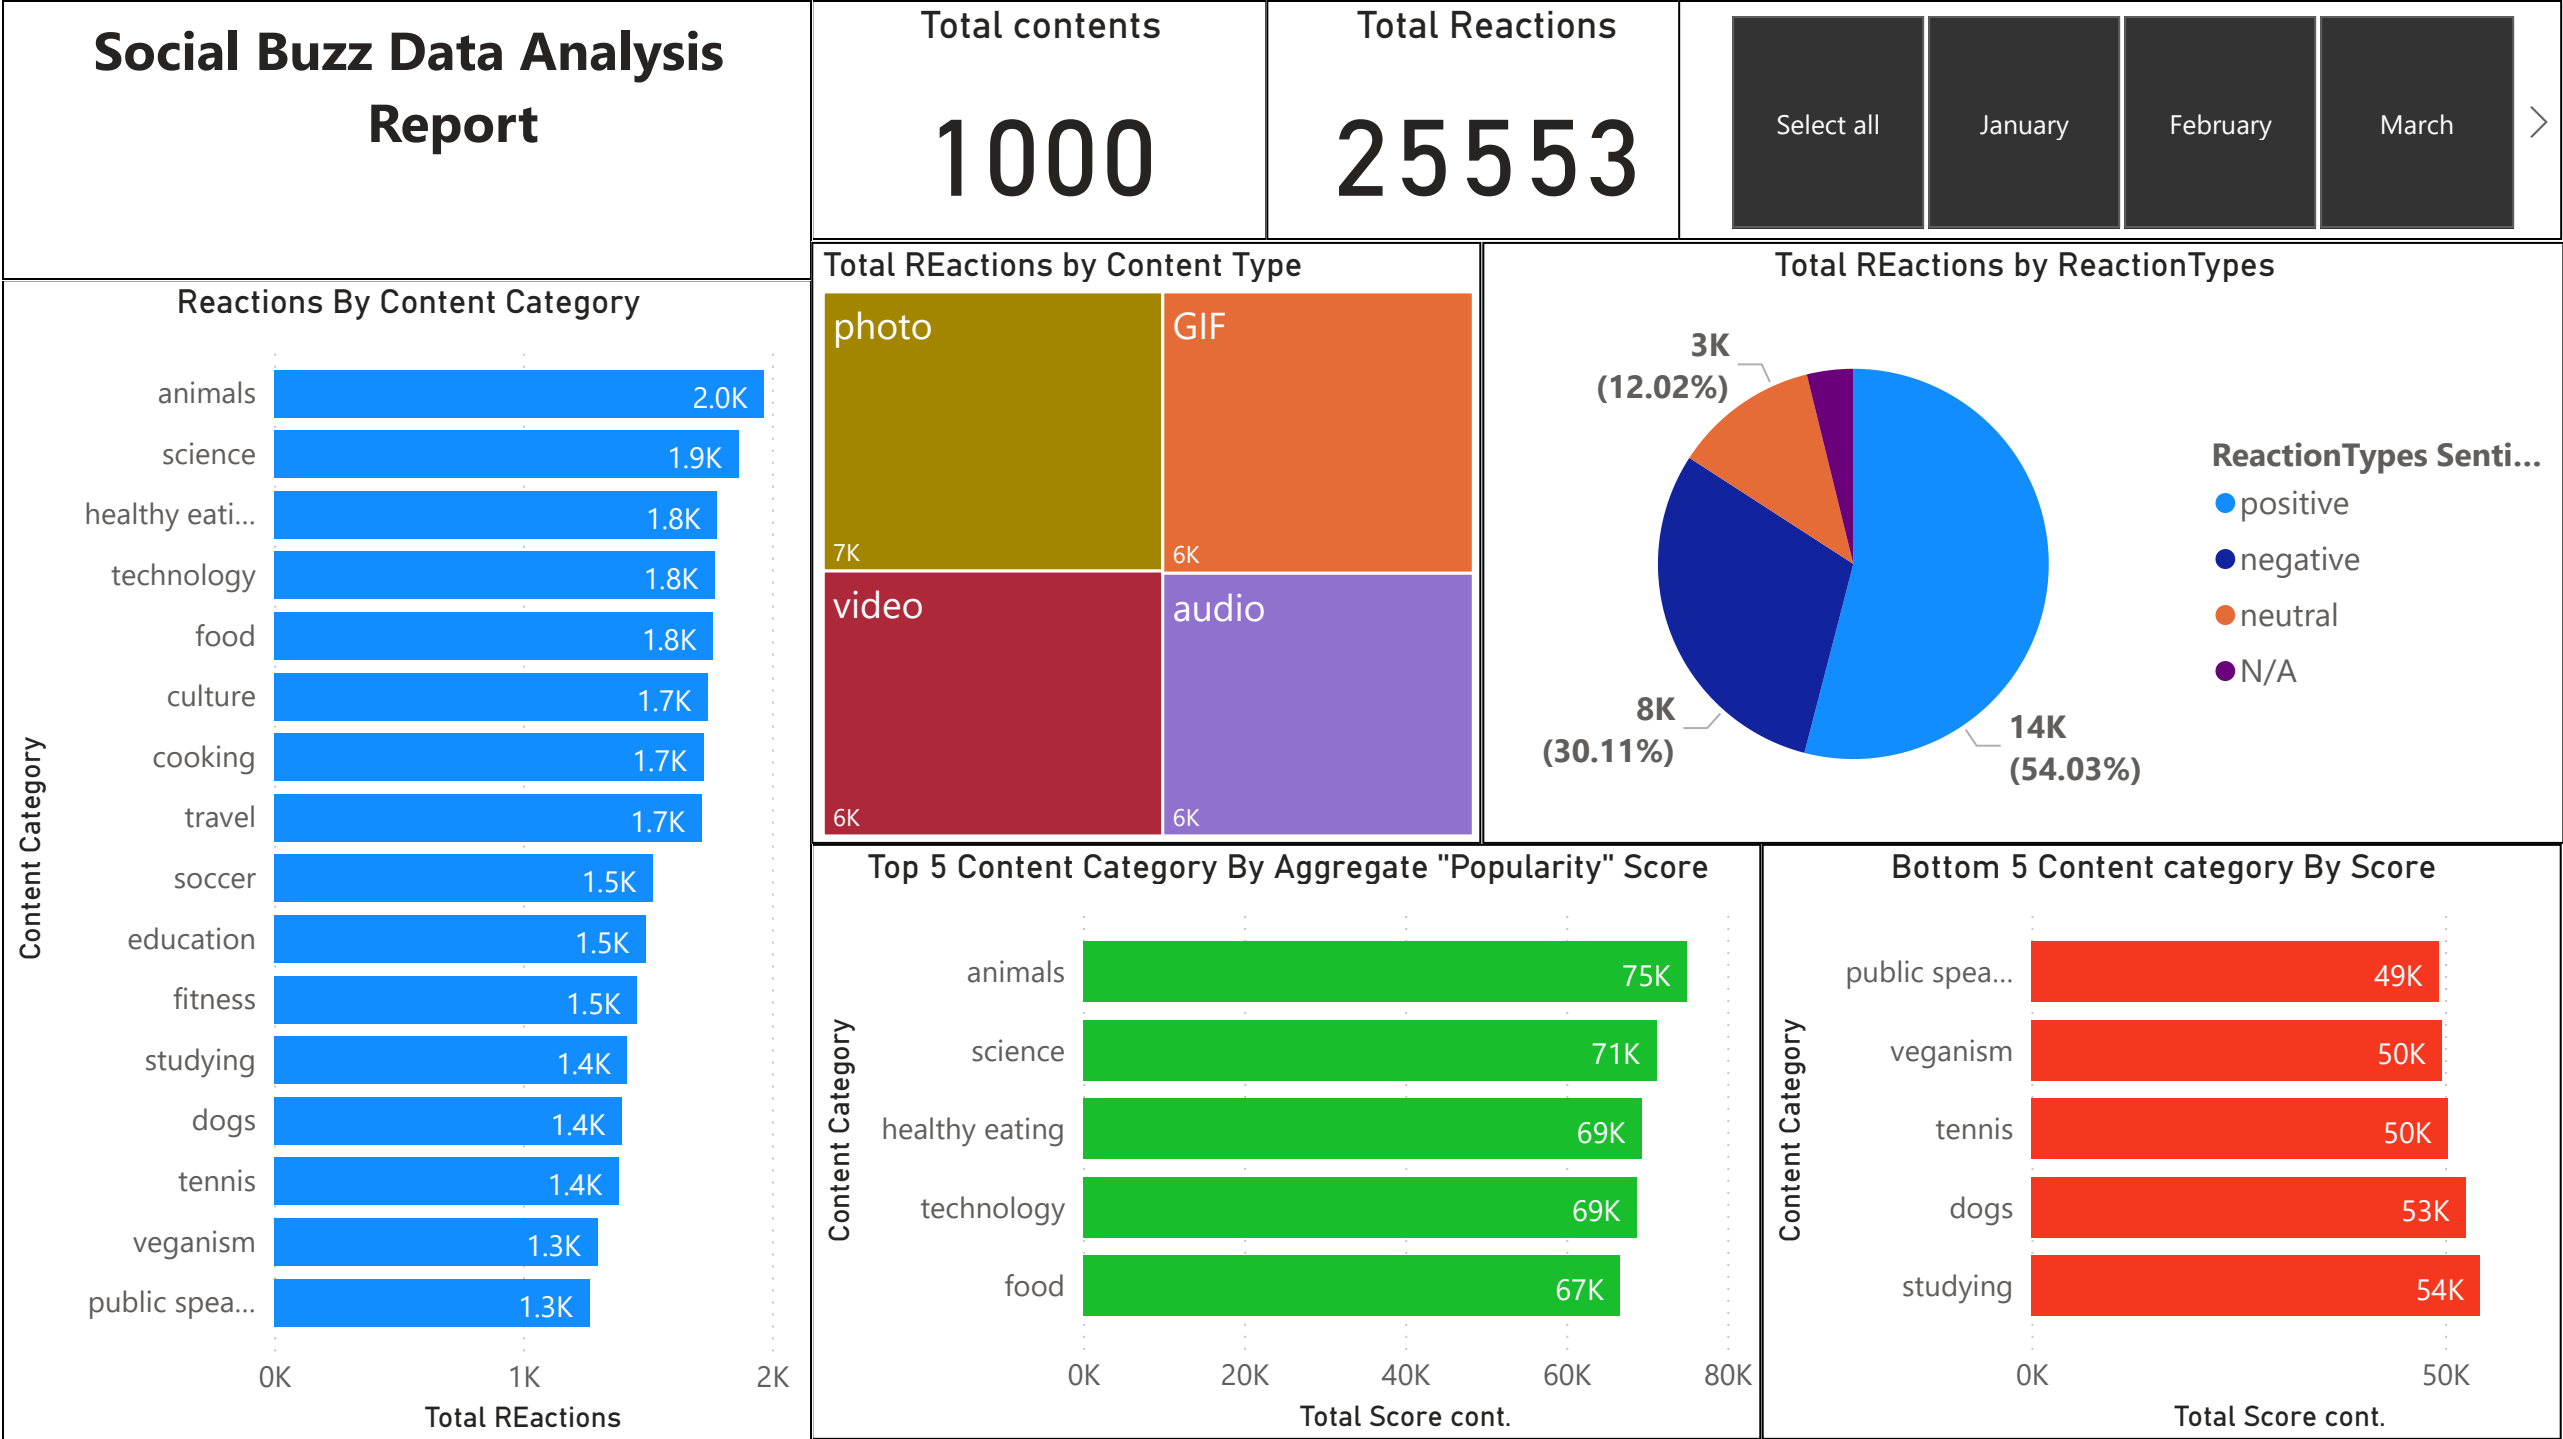 Social Buzz Data Analysis
Report
Total contents
1000
Total Reactions
25553
Select all
January
February
March
Reactions By Content Category
Content Category
animals
2.0K
science
1.9K
healthy eati...
1.8K
technology
1.8K
food
1.8K
culture
1.7K
cooking
1.7K
travel
1.7K
soccer
1.5K
education
1.5K
fitness
1.5K
studying
1.4K
dogs
1.4K
tennis
1.4K
veganism
1.3K
public spea...
1.3K
0K
1K
2K
Total REactions
Total REactions by Content Type
photo
7K
GIF
6K
video
6K
audio
6K
Total REactions by ReactionTypes
3K
(12.02%)
8K
(30.11%)
14K
(54.03%)
ReactionTypes Senti...
positive
negative
neutral
N/A
Top 5 Content Category By Aggregate "Popularity" Score
Content Category
animals
75K
science
71K
healthy eating
69K
technology
69K
food
67K
0K
20K
40K
60K
80K
Total Score cont.
Bottom 5 Content category By Score
Content Category
public spea...
49K
veganism
50K
tennis
50K
dogs
53K
studying
54K
0K
50K
Total Score cont.